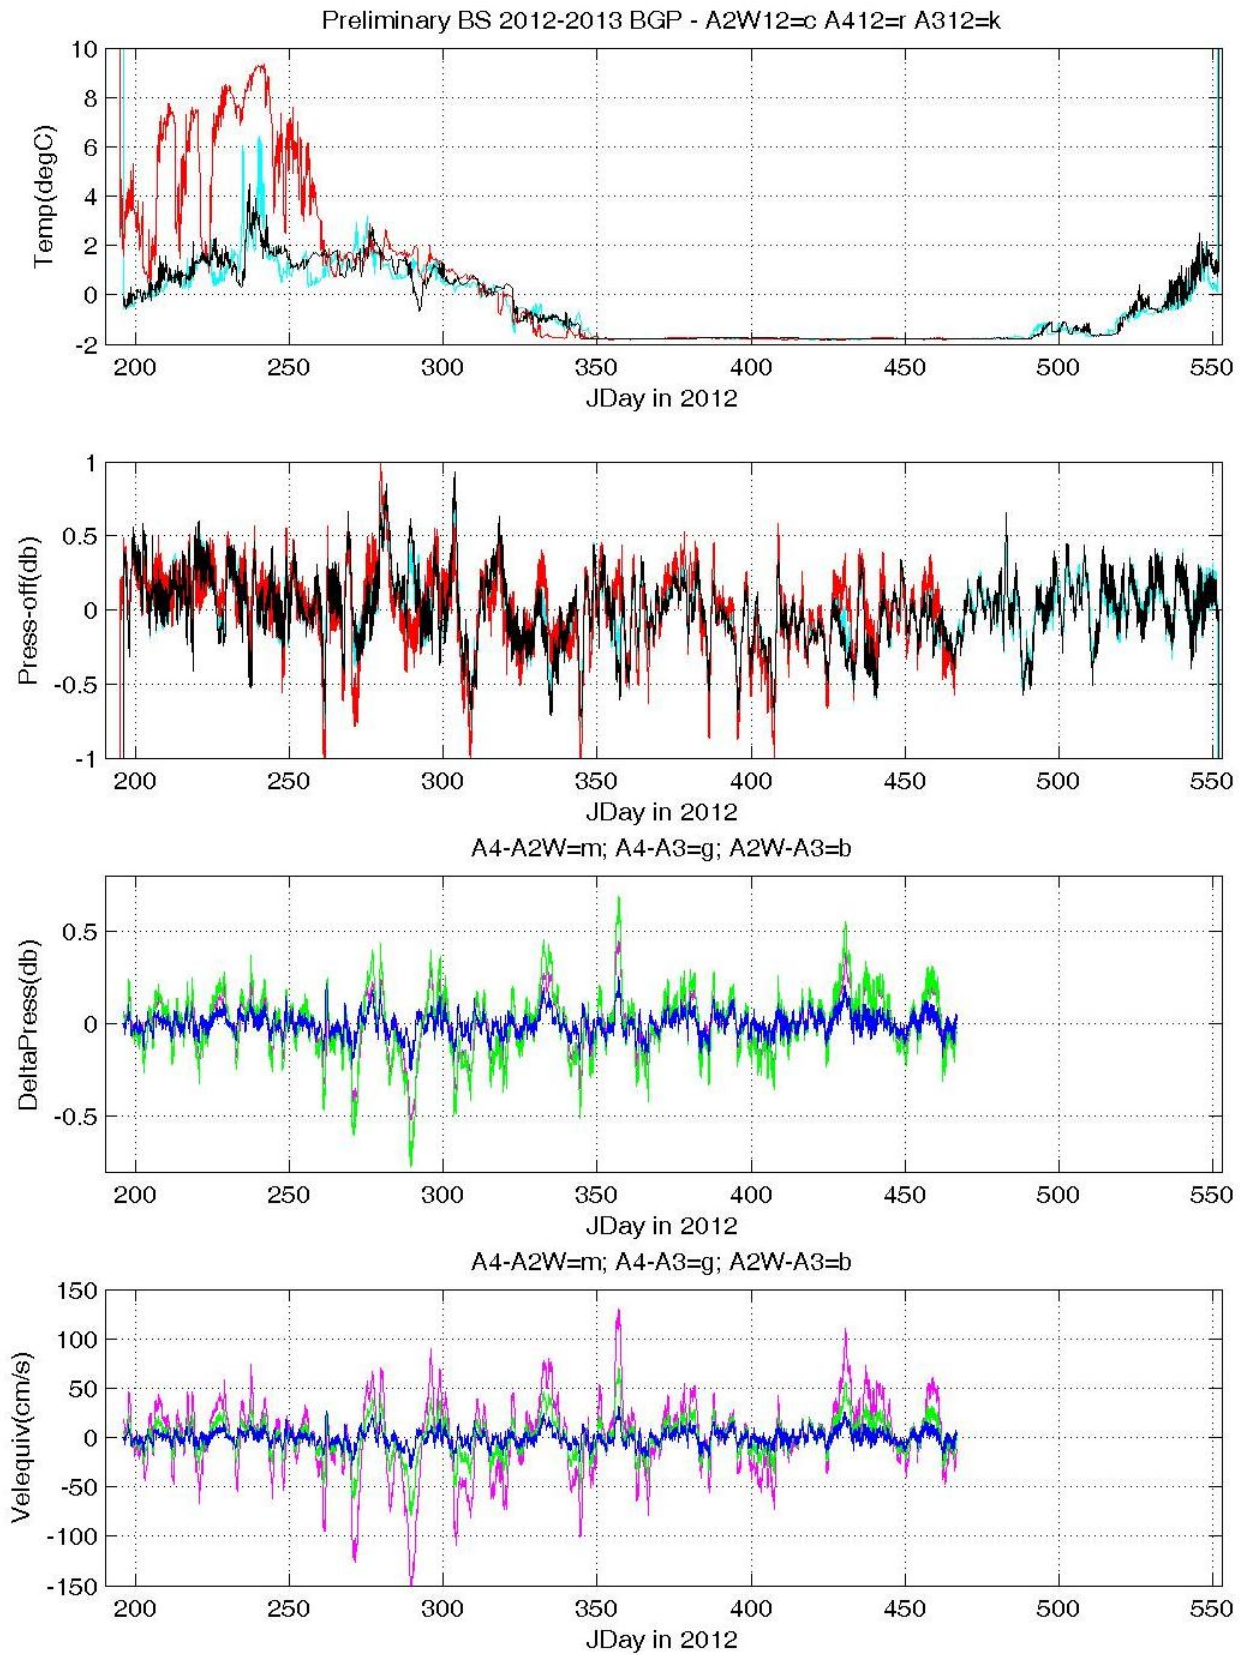 Preliminary BS 2012-2013 BGP - A2W12=c A412=r A312=k
10
8
6
4
2
0
-2
Temp(degC)
200 250 300 350 400 450 500 550
JDay in 2012
1
0.5
0
-0.5
-1
Press-off(db)
200 250 300 350 400 450 500 550
JDay in 2012
A4-A2W=m; A4-A3=g; A2W-A3=b
0.5
0
-0.5
DeltaPress(db)
200 250 300 350 400 450 500 550
JDay in 2012
A4-A2W=m; A4-A3=g; A2W-A3=b
150
100
50
0
-50
-100
-150
Velequiv(cm/s)
200 250 300 350 400 450 500 550
JDay in 2012